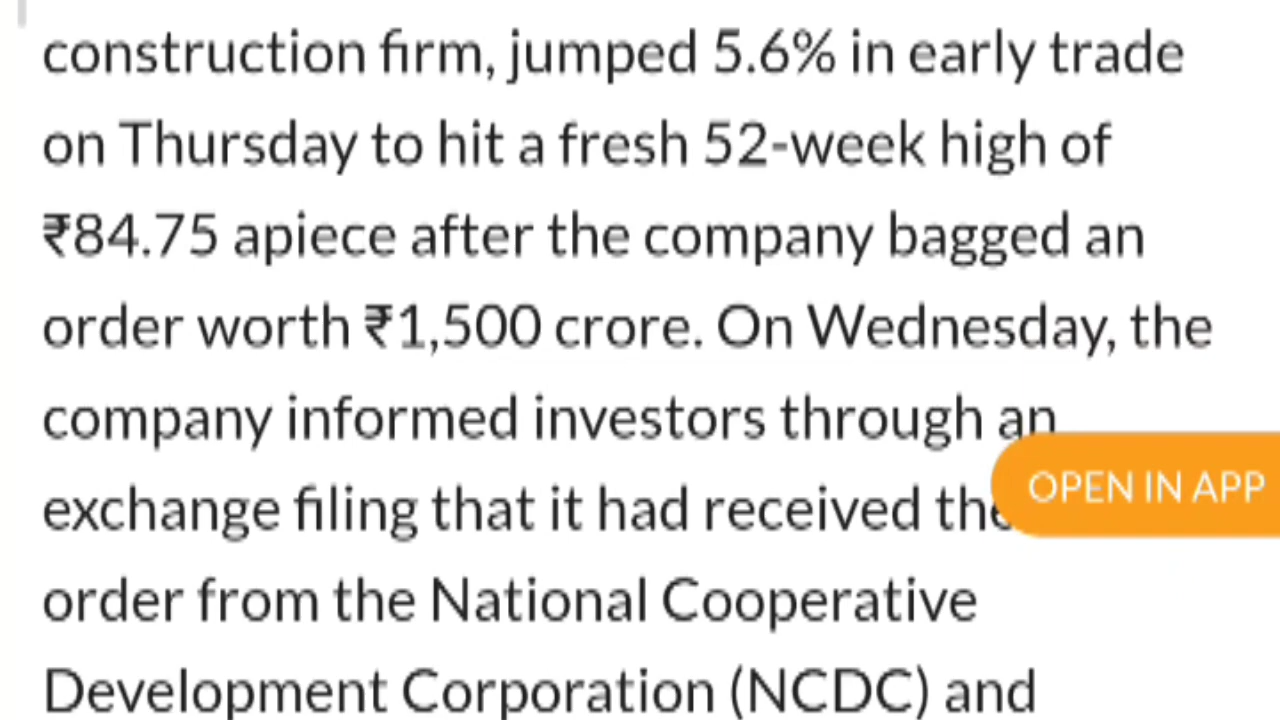 construction firm, jumped 5.6% in early trade
on Thursday to hit a fresh 52-week high of
₹84.75 apiece after the company bagged an
order worth ₹1,500 crore. On Wednesday, the
company informed investors through an
exchange filing that it had received the
OPEN IN APP
order from the National Cooperative
Development Corporation (NCDC) and